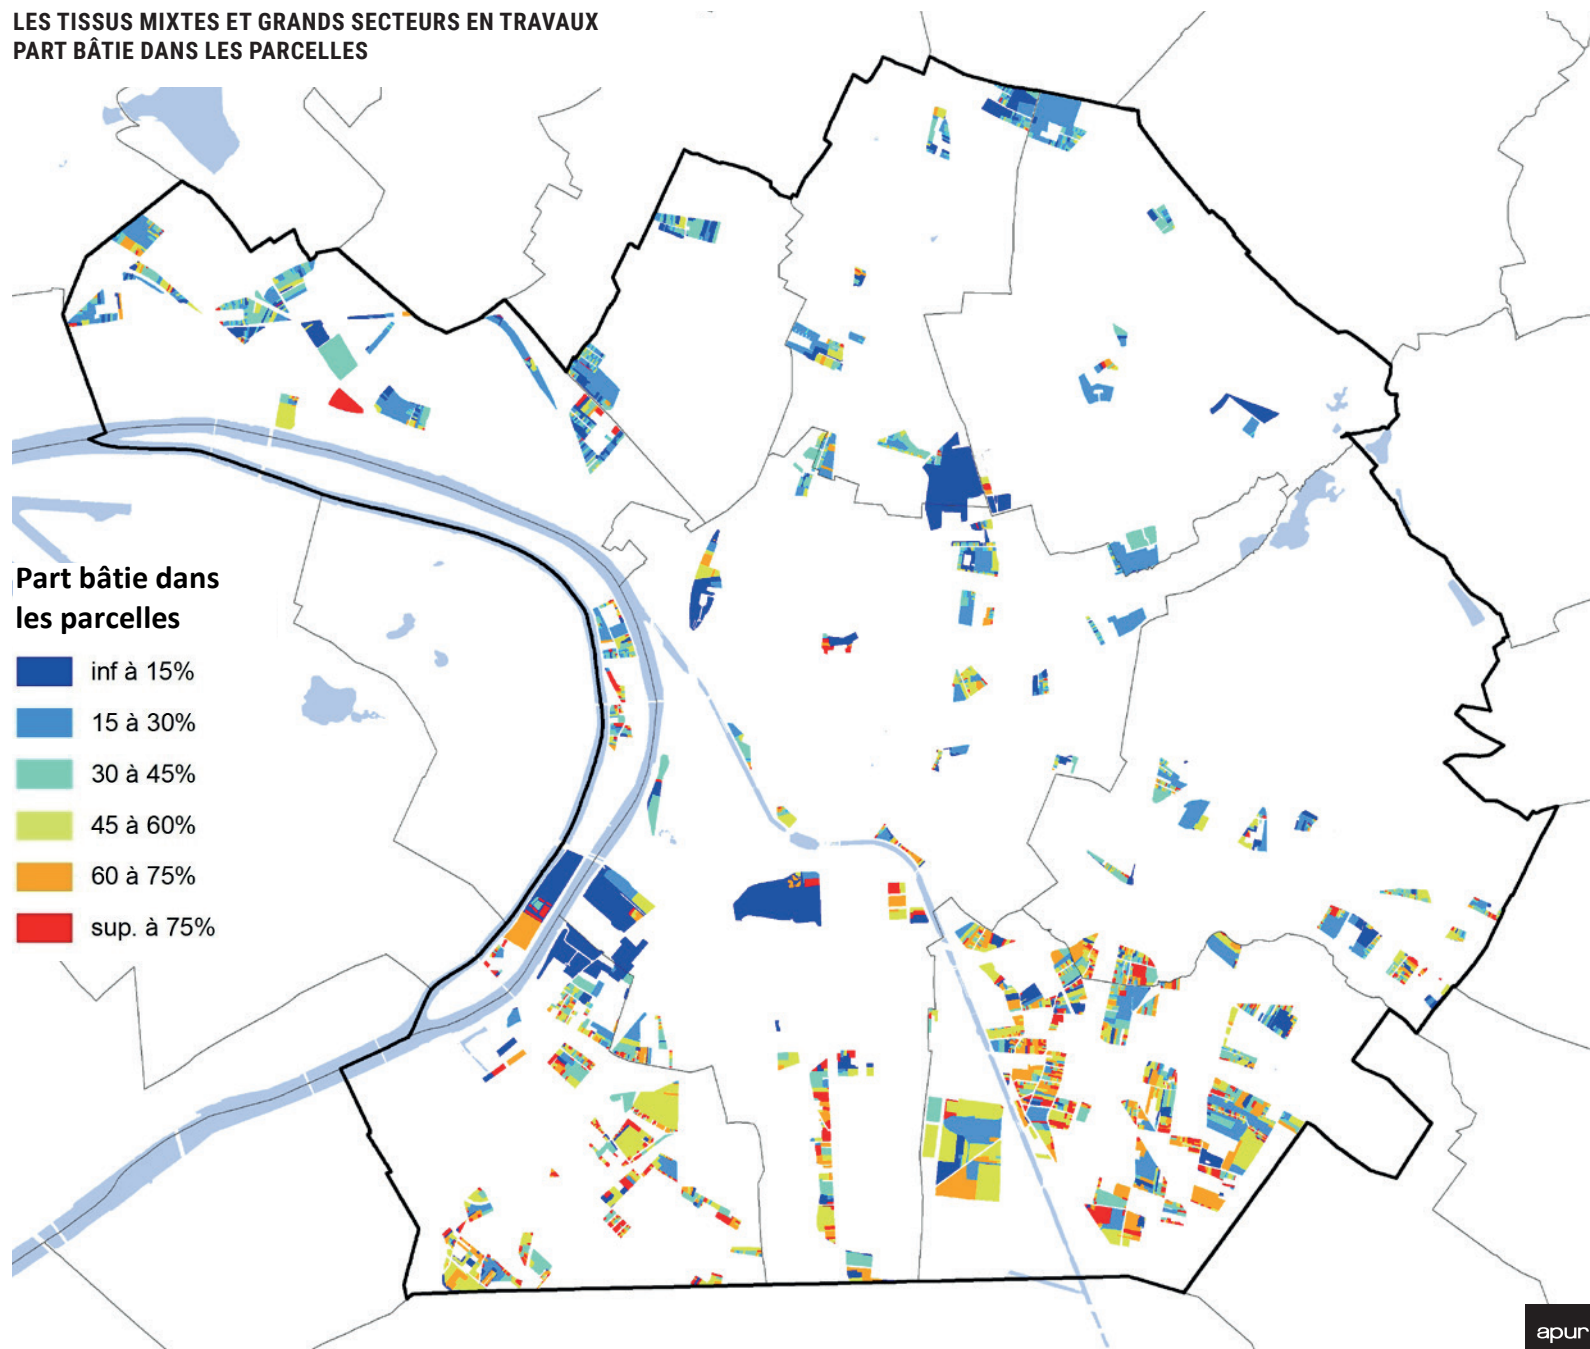 LES TISSUS MIXTES ET GRANDS SECTEURS EN TRAVAUX
PART BÂTIE DANS LES PARCELLES
Part bâtie dans
les parcelles
inf à 15%
15 à 30%
30 à 45%
45 à 60%
60 à 75%
sup. à 75%
apur